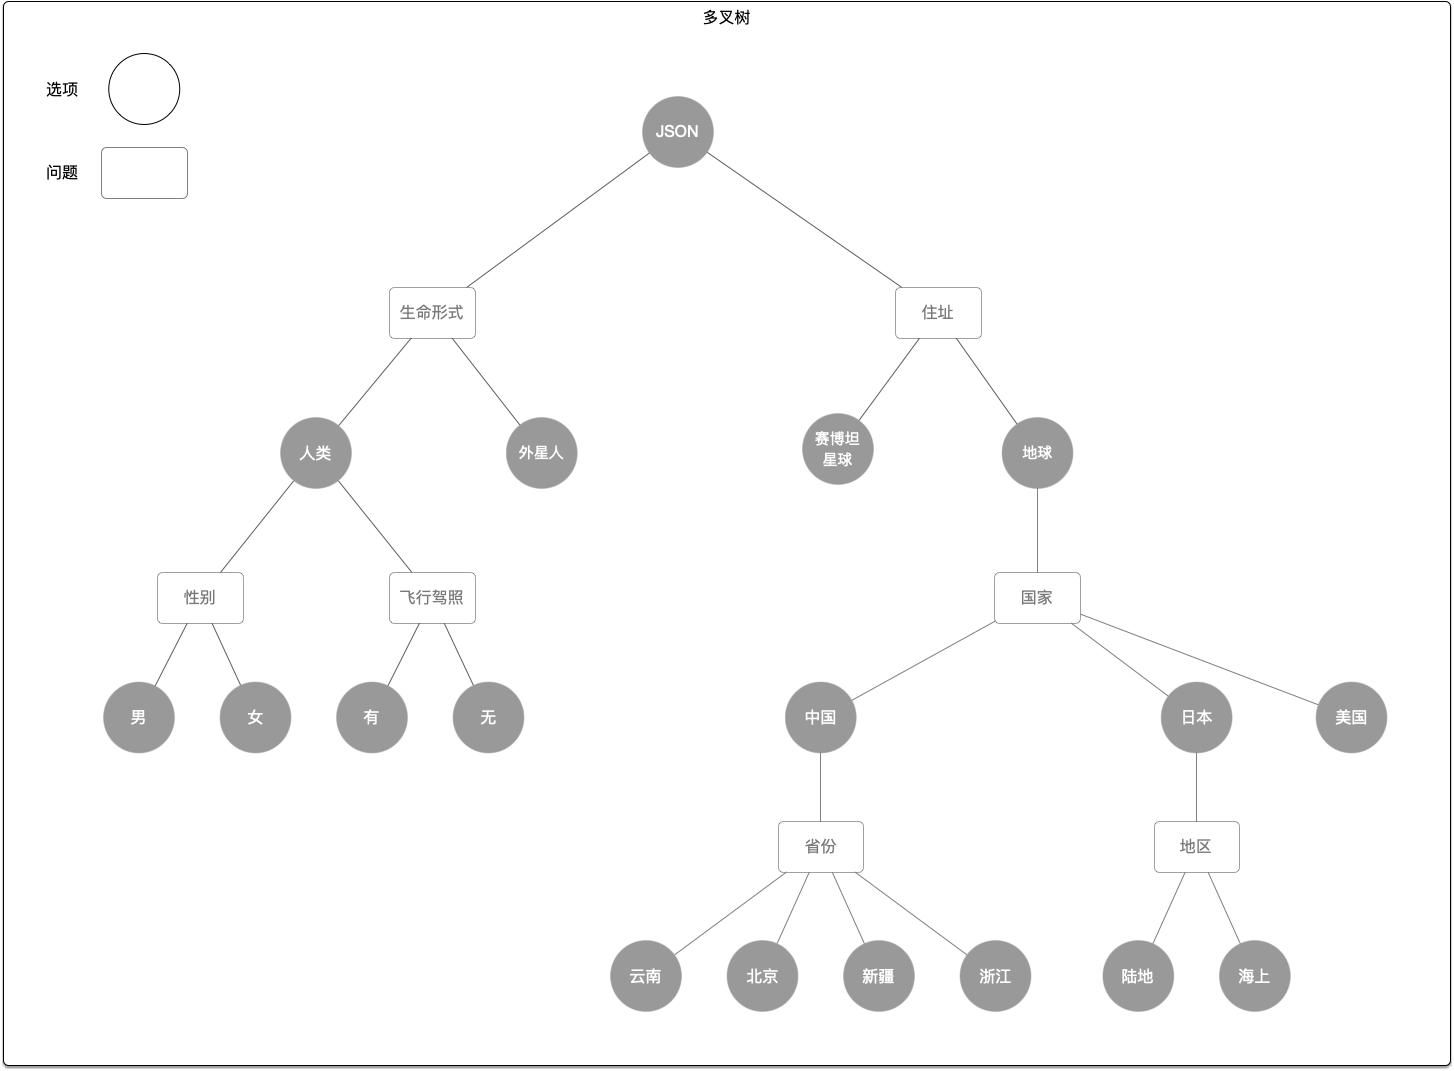 多叉树
选项
问题
JSON
生命形式
住址
人类
外星人
赛博坦
星球
地球
性别
飞行驾照
国家
男
女
有
无
中国
日本
美国
省份
地区
云南
北京
新疆
浙江
陆地
海上